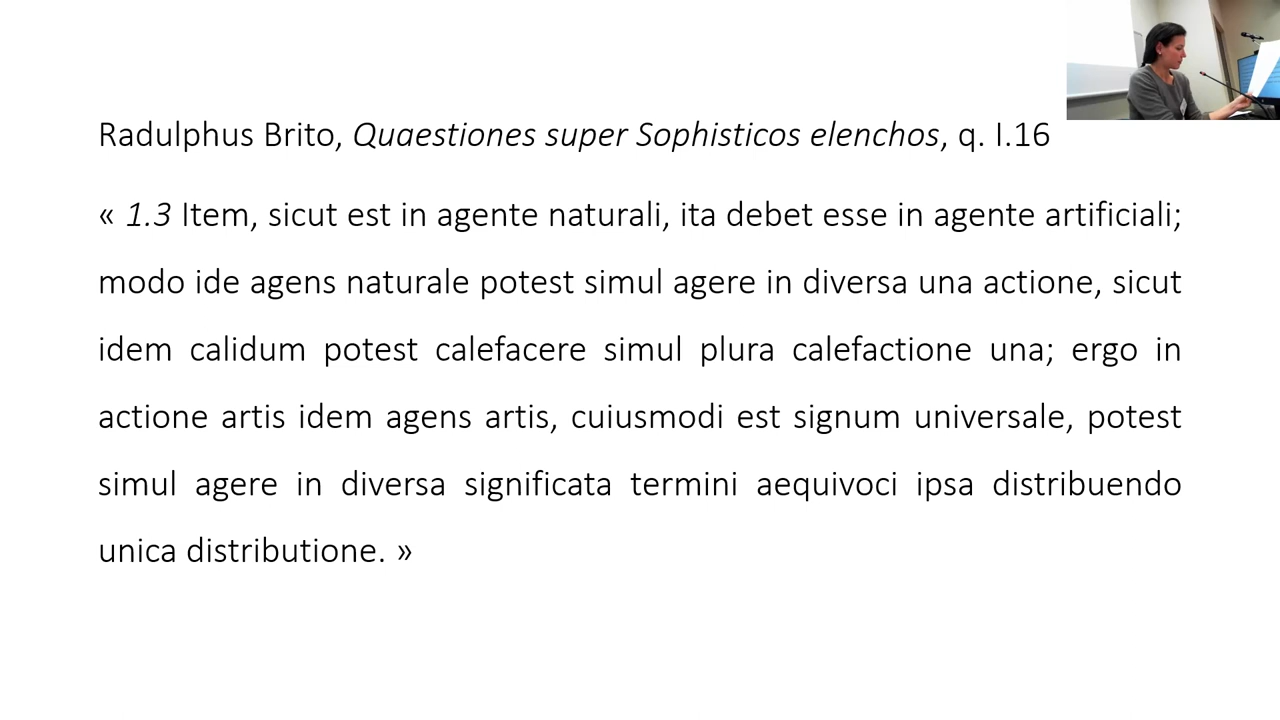 Radulphus Brito, Quaestiones super Sophisticos elenchos, q. I.16
« 1.3 Item, sicut est in agente naturali, ita debet esse in agente artificiali;
modo ide agens naturale potest simul agere in diversa una actione, sicut
idem calidum potest calefacere simul plura calefactione una; ergo in
actione artis idem agens artis, cuiusmodi est signum universale, potest
simul agere in diversa significata termini aequivoci ipsa distribuendo
unica distributione. »